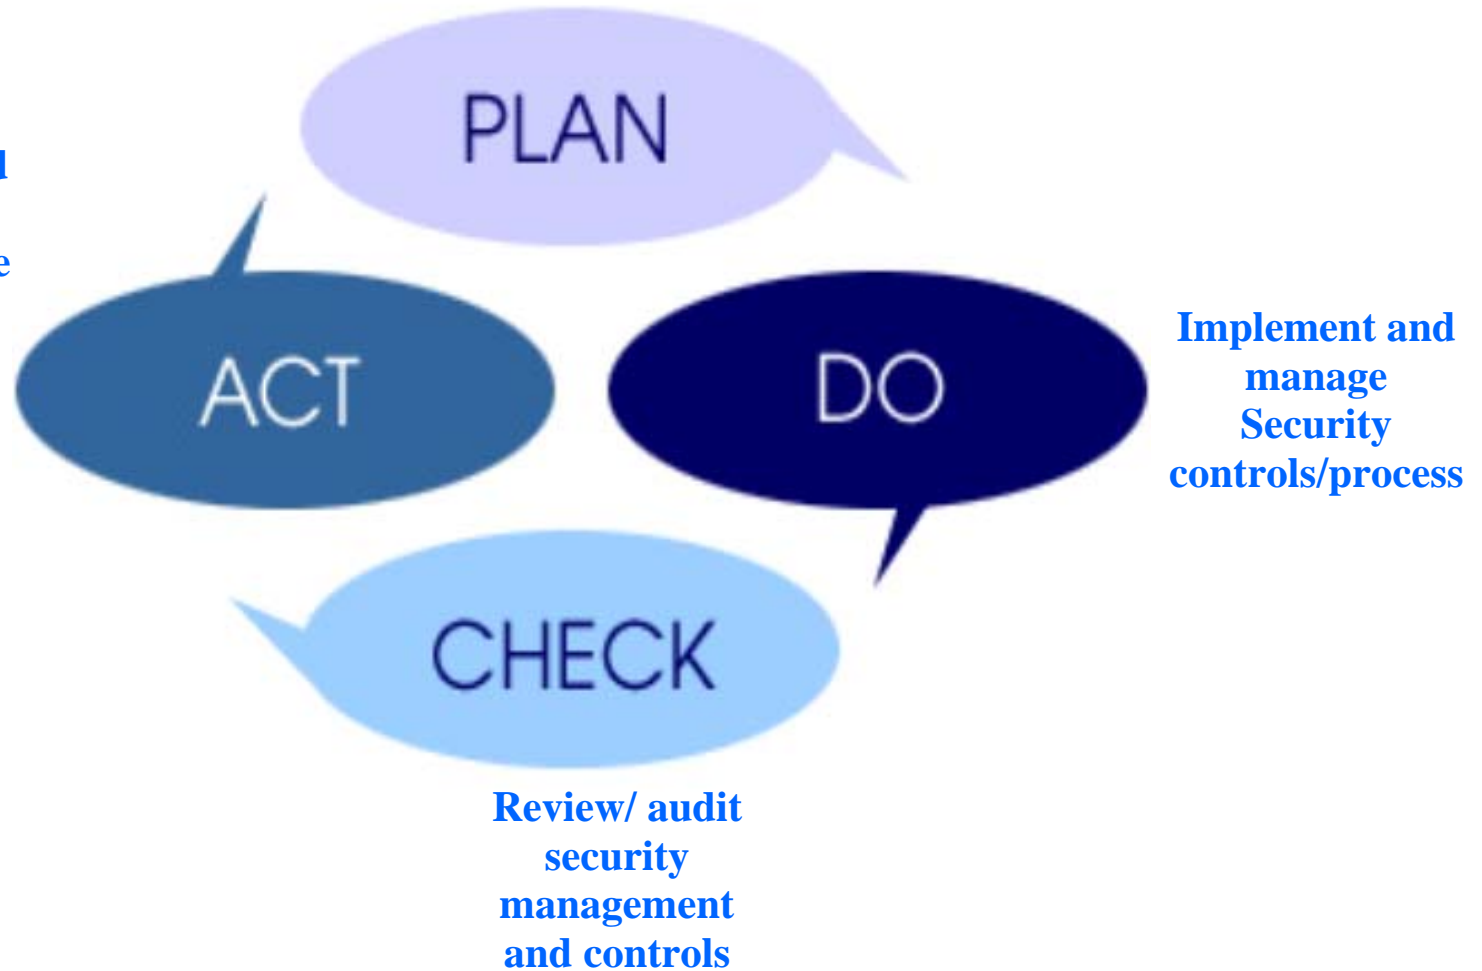 PLAN
ACT
DO
Implement and
manage
Security
controls/process
CHECK
Review/ audit
security
management
and controls